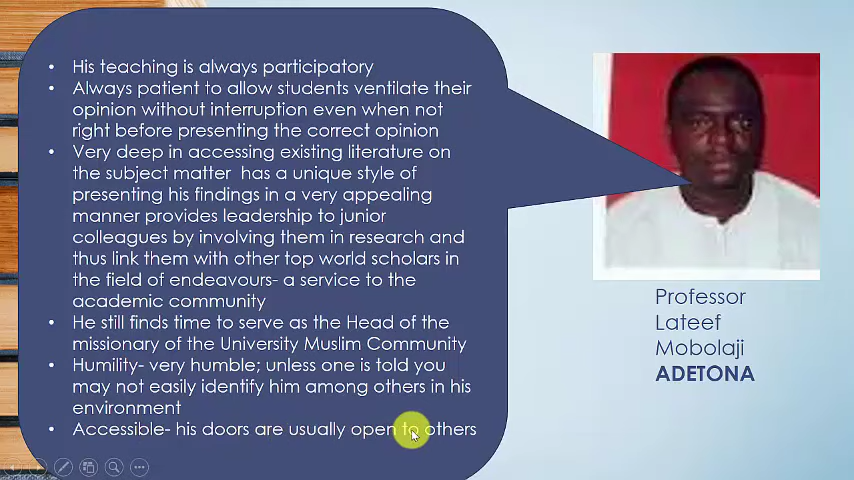 • His teaching is always participatory
• Always patient to allow students ventilate their
opinion without interruption even when not
right before presenting the correct opinion
• Very deep in accessing existing literature on
the subject matter  has a unique style of
presenting his findings in a very appealing
manner provides leadership to junior
colleagues by involving them in research and
thus link them with other top world scholars in
the field of endeavours- a service to the
academic community
• He still finds time to serve as the Head of the
missionary of the University Muslim Community
• Humility- very humble; unless one is told you
may not easily identify him among others in his
environment
• Accessible- his doors are usually open to others
Professor
Lateef
Mobolaji
ADETONA